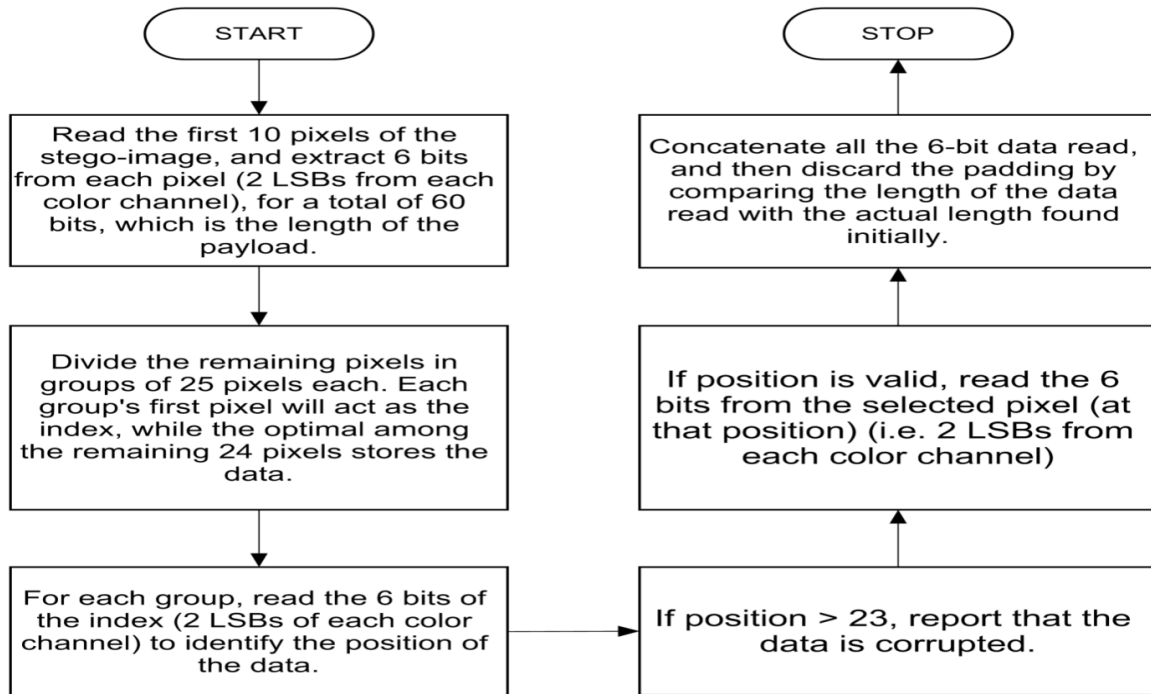 START
Read the first 10 pixels of the
stego-image, and extract 6 bits
from each pixel (2 LSBs from each
color channel), for a total of 60
bits, which is the length of the
payload.
Divide the remaining pixels in
groups of 25 pixels each. Each
group's first pixel will act as the
index, while the optimal among
the remaining 24 pixels stores the
data.
For each group, read the 6 bits of
the index (2 LSBs of each color
channel) to identify the position of
the data.
If position > 23, report that the
data is corrupted.
If position is valid, read the 6
bits from the selected pixel (at
that position) (i.e. 2 LSBs from
each color channel)
Concatenate all the 6-bit data read,
and then discard the padding by
comparing the length of the data
read with the actual length found
initially.
STOP